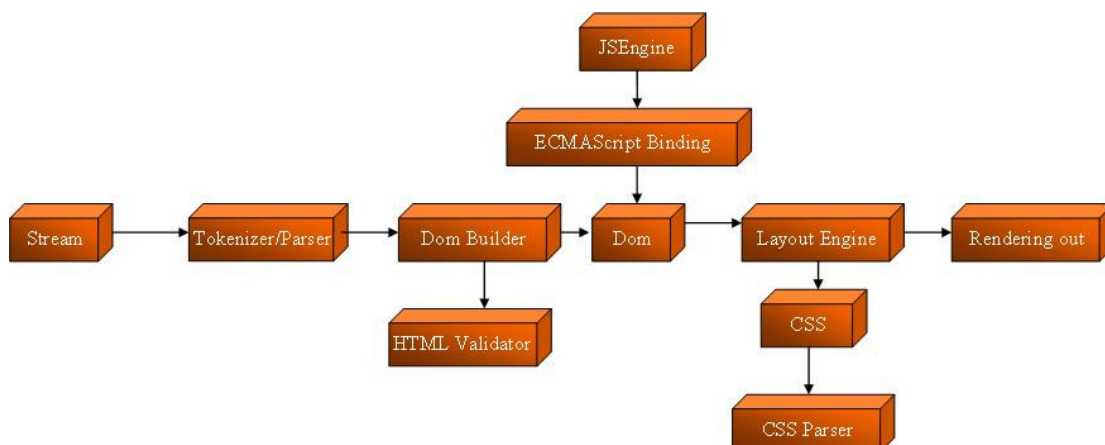 JSEngine
ECMAScript Binding
Stream
Tokenizer/Parser
Dom Builder
Dom
Layout Engine
Rendering out
HTML Validator
CSS
CSS Parser